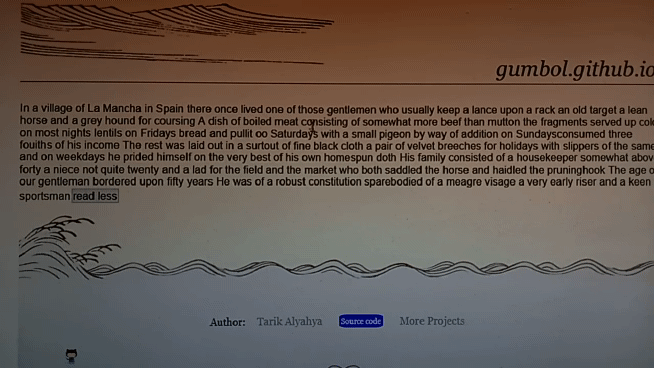 gumbol.github.io
In a village of La Mancha in Spain there once lived one of those gentlemen who usually keep a lance upon a rack an old target a lean
horse and a grey hound for coursing A dish of boiled meat consisting of somewhat more beef than mutton the fragments served up cold
on most nights lentils on Fridays bread and pullit oo Saturdays with a small pigeon by way of addition on Sundaysconsumed three
fouiths of his income The rest was laid out in a surtout of fine black cloth a pair of velvet breeches for holidays with slippers of the same
and on weekdays he prided himself on the very best of his own homespun doth His family consisted of a housekeeper somewhat above
forty a niece not quite twenty and a lad for the field and the market who both saddled the horse and haidled the pruninghook The age o
our gentleman bordered upon fifty years He was of a robust constitution sparebodied of a meagre visage a very early riser and a keen
sportsman read less
Author: Tarik Alyahya Source code More Projects